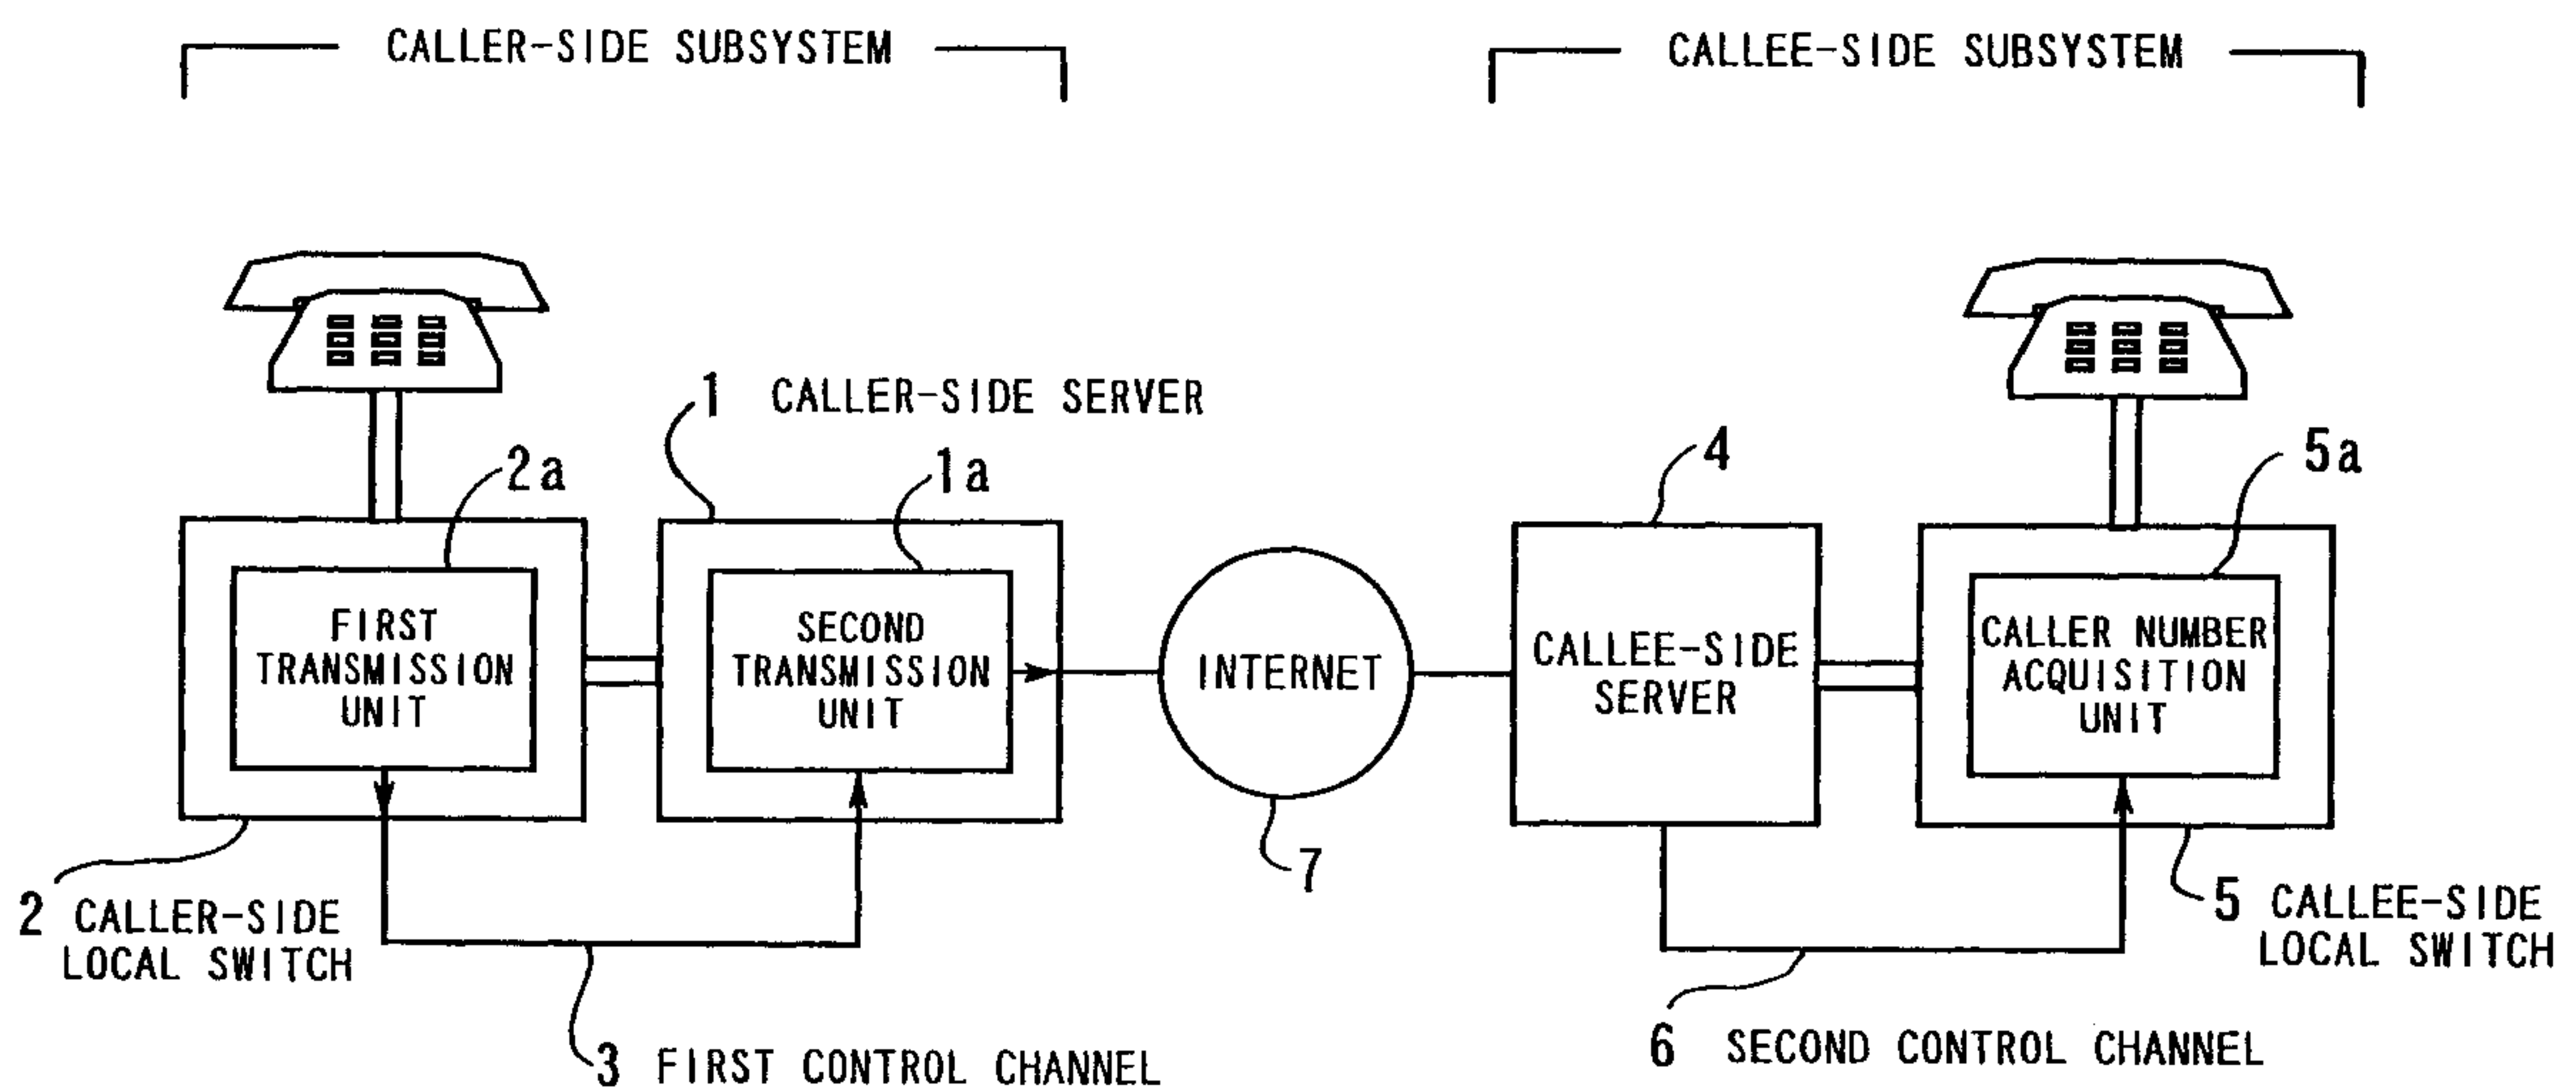 CALLER-SIDE SUBSYSTEM
CALLEE-SIDE SUBSYSTEM
1 CALLER-SIDE SERVER
2a
1a
4
5a
FIRST
TRANSMISSION
UNIT
SECOND
TRANSMISSION
UNIT
INTERNET
CALLEE-SIDE
SERVER
CALLER NUMBER
ACQUISITION
UNIT
7
2 CALLER-SIDE
LOCAL SWITCH
5 CALLEE-SIDE
LOCAL SWITCH
3 FIRST CONTROL CHANNEL
6 SECOND CONTROL CHANNEL